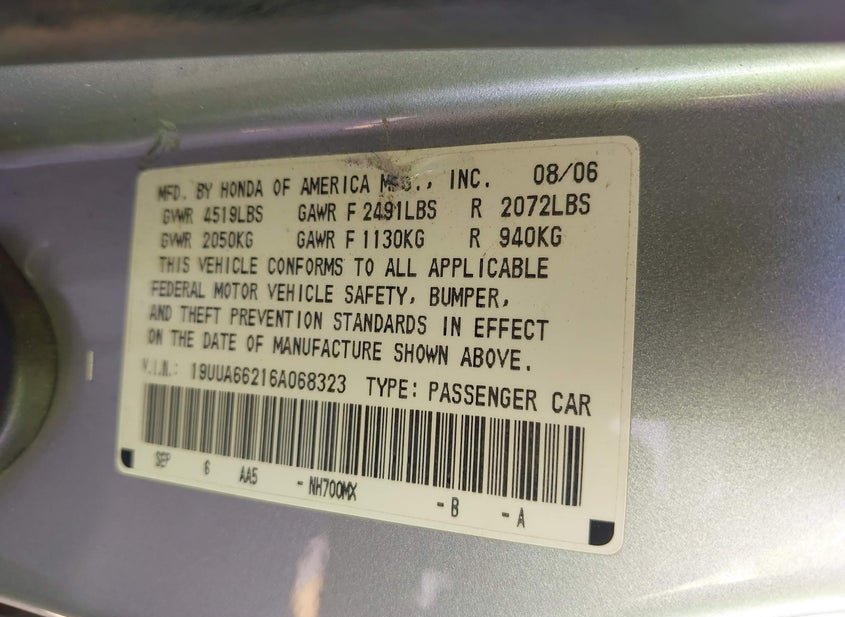 MFD. BY HONDA OF AMERICA MFG., INC. 08/06
GVWR 4519LBS GAWR F 2491LBS R 2072LBS
GVWR 2050KG GAWR F 1130KG R 940KG
THIS VEHICLE CONFORMS TO ALL APPLICABLE
FEDERAL MOTOR VEHICLE SAFETY, BUMPER,
AND THEFT PREVENTION STANDARDS IN EFFECT
ON THE DATE OF MANUFACTURE SHOWN ABOVE.
V.I.N.: 19UUA66216A068323 TYPE: PASSENGER CAR
SEP 6 AA5 - NH700MX - B - A